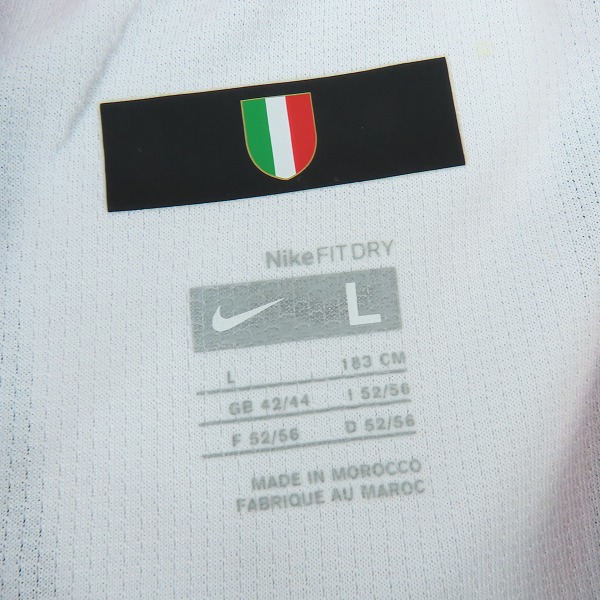 NikeFIT DRY
L
L 183 CM
GB 42/44 I 52/56
F 52/56 D 52/56
MADE IN MOROCCO
FABRIQUE AU MAROC